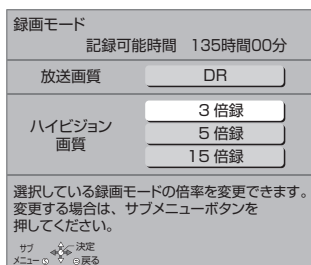 録画モード
記録可能時間 135時間00分
放送画質 DR
ハイビジョン画質
3 倍録
5 倍録
15 倍録
選択している録画モードの倍率を変更できます。
変更する場合は、サブメニューボタンを
押してください。
サブ 決定
メニュー S 戻る